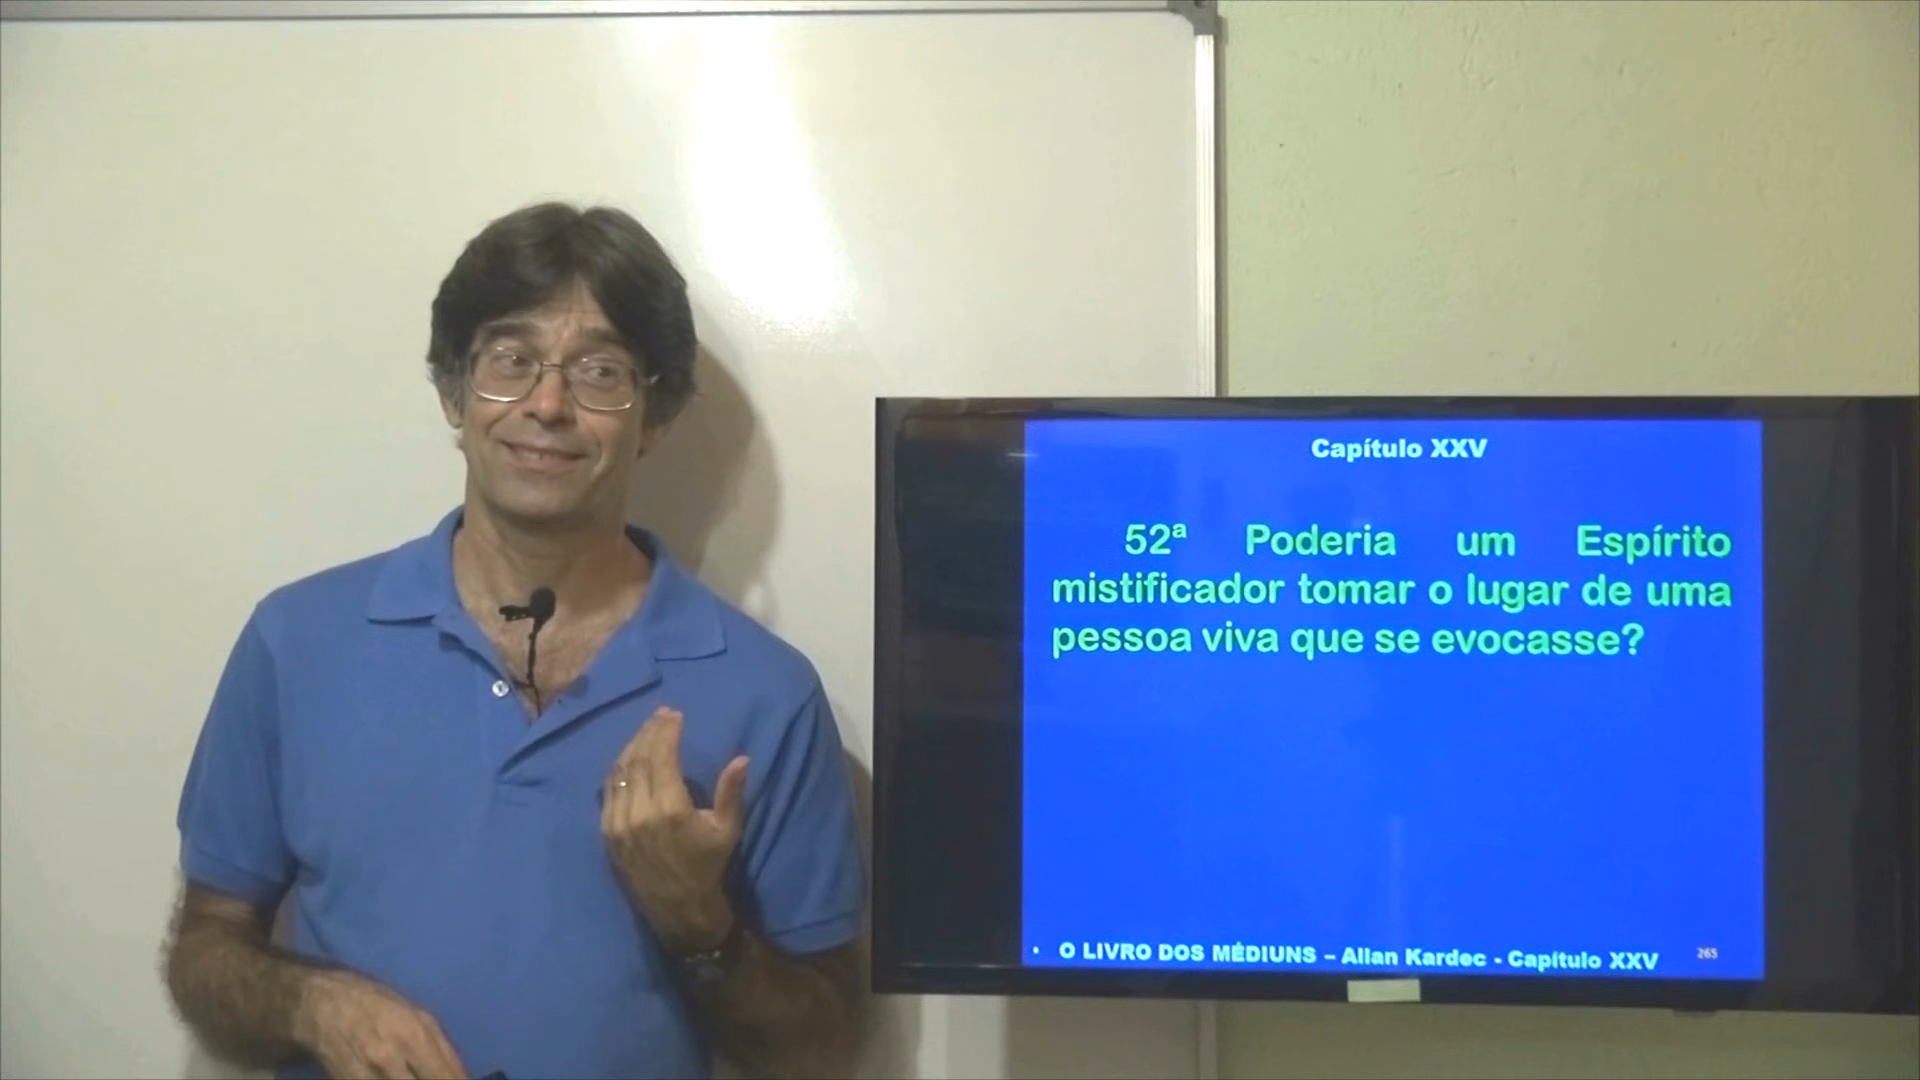 Capítulo XXV
52ª Poderia um Espírito
mistificador tomar o lugar de uma
pessoa viva que se evocasse?
• O LIVRO DOS MÉDIUNS – Allan Kardec - Capítulo XXV
265